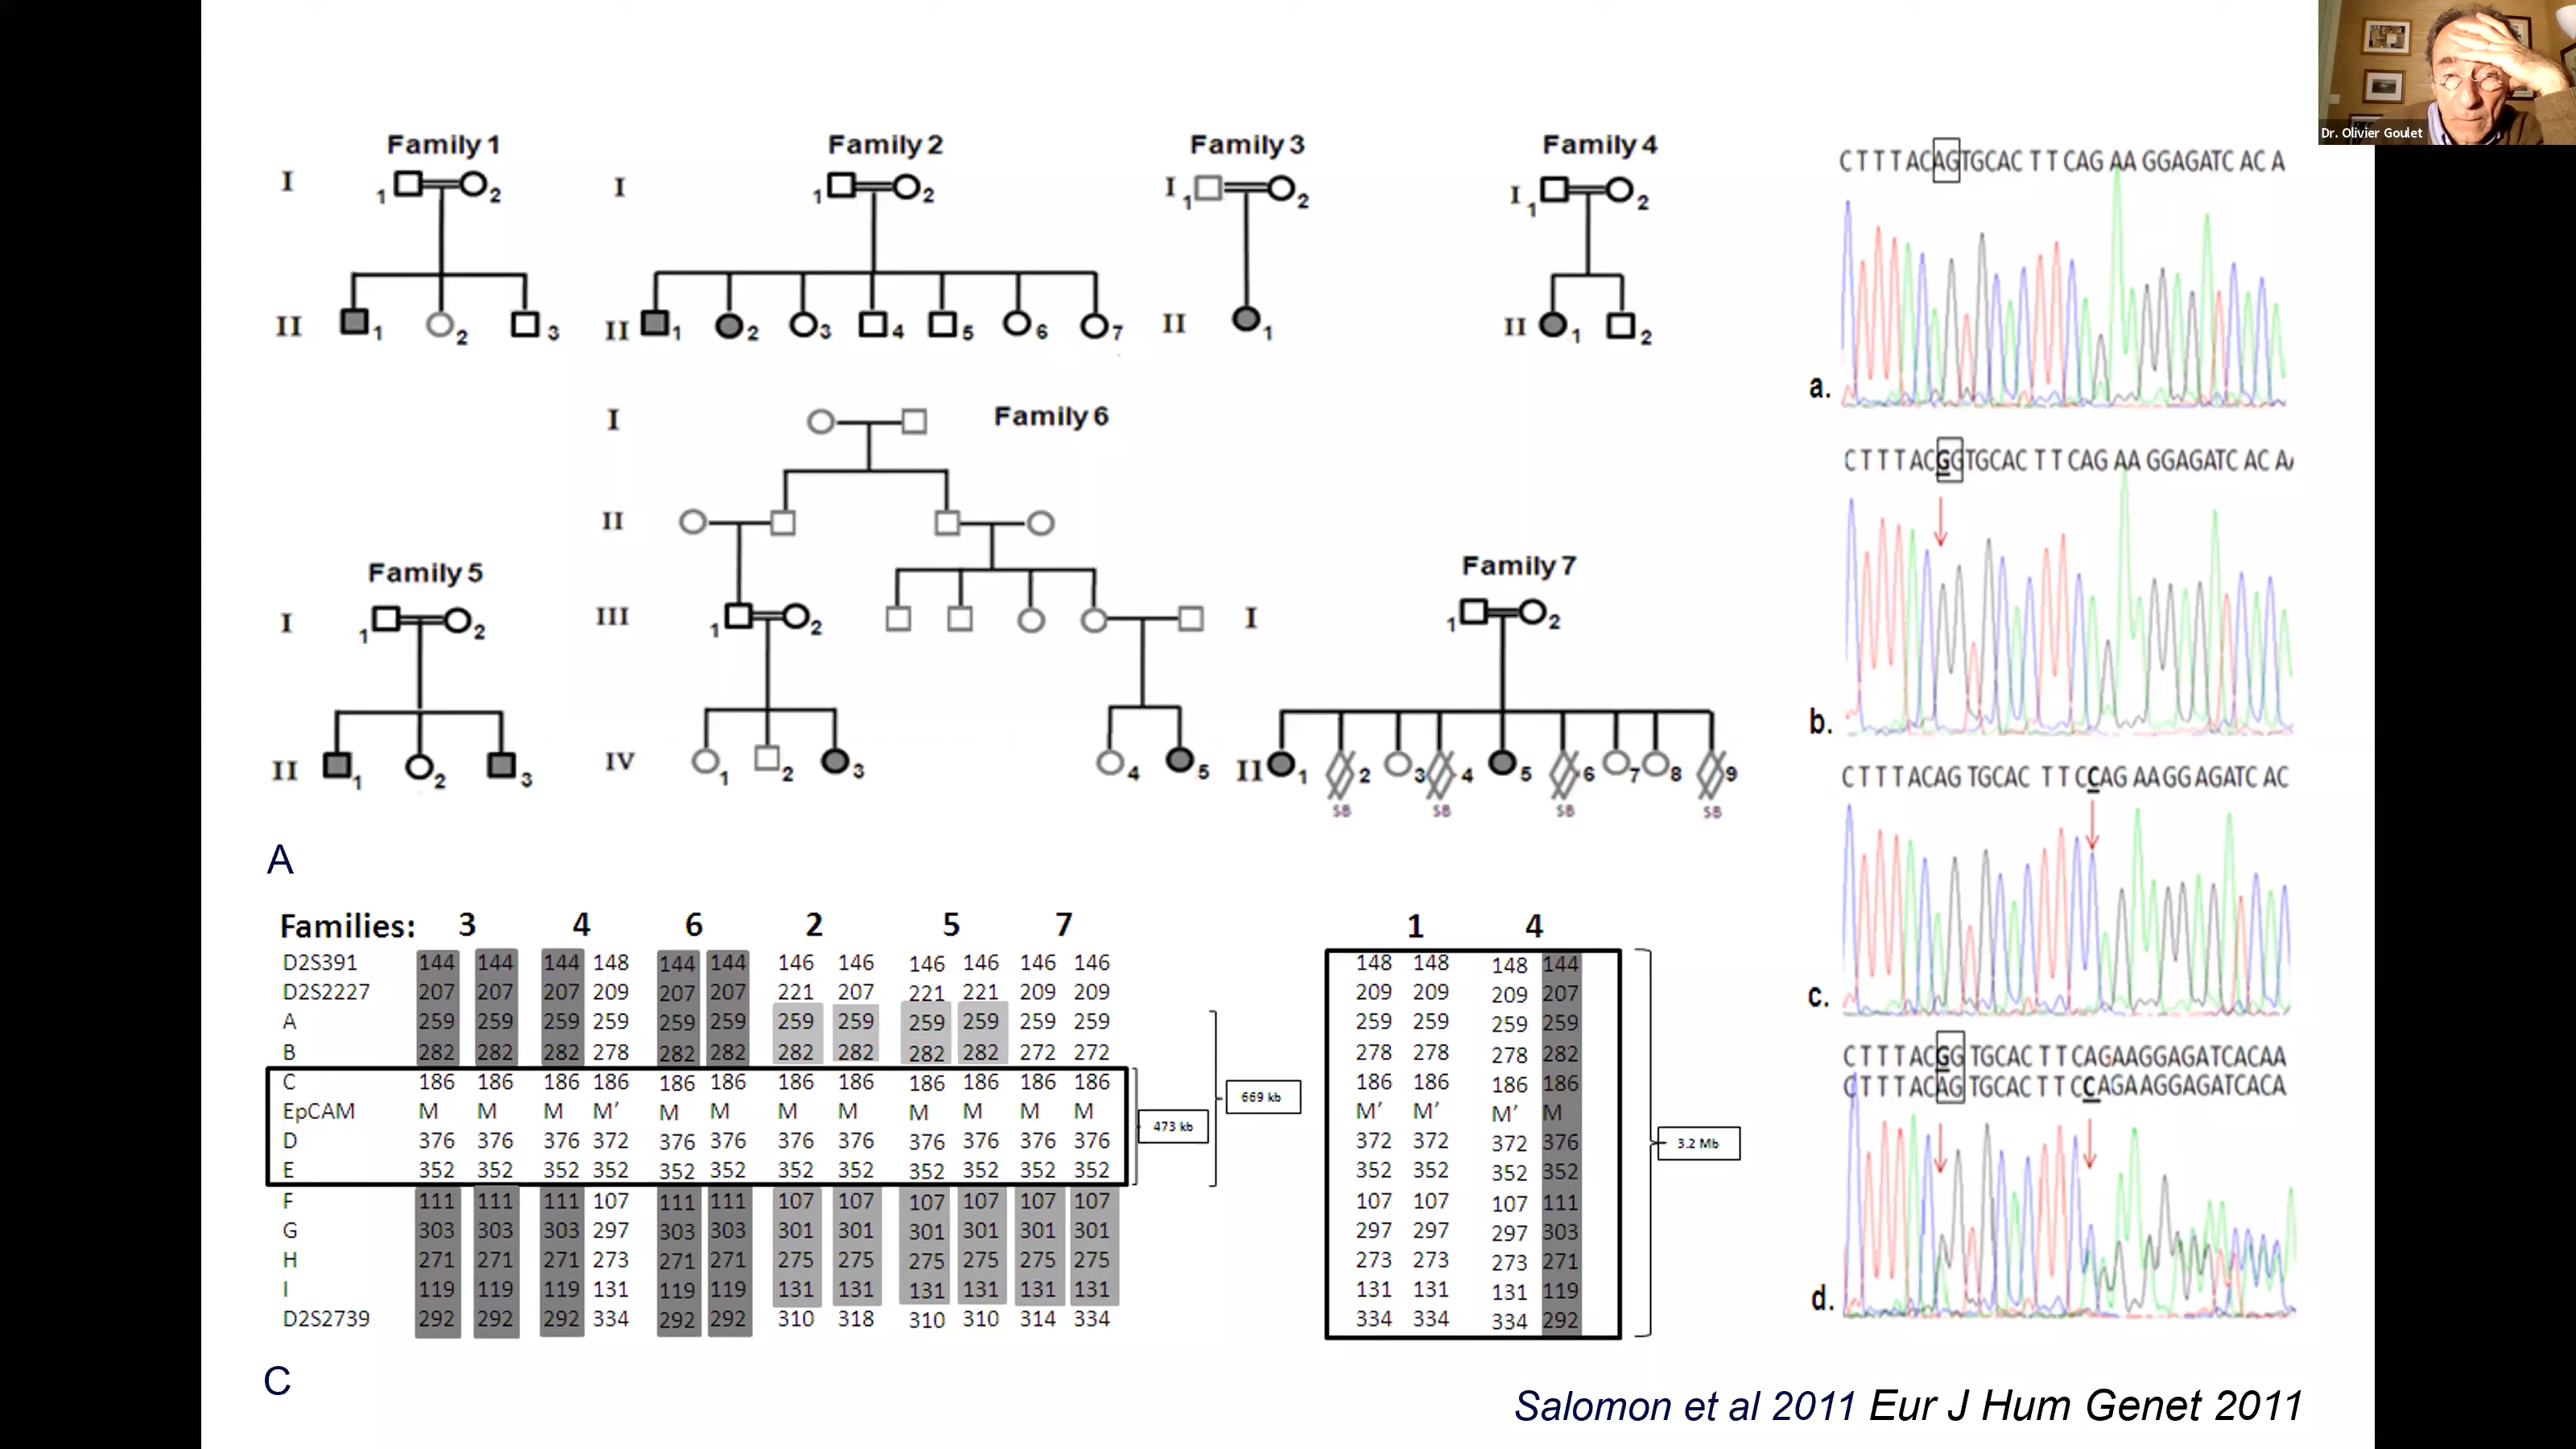 Dr. Olivier Goulet
Family 1
Family 2
Family 3
Family 4
I 1 2
I 1 2
I 1 2
I 1 2
II 1 2 3
II 1 2 3 4 5 6 7
II 1
II 1 2
Family 6
I
II
Family 5
Family 7
I 1 2
III 1 2
I 1 2
II 1 2 3
IV 1 2 3 4 5
II 1 2 3 4 5 6 7 8 9
SB SB SB SB
A
CTTTACAGTGCACTTCAGAAGGAGATCACA
a.
CTTTACGGTGCACTTCAGAAGGAGATCACA
b.
CTTTACAGTGCACTTCCAGAAGGAGATCAC
c.
CTTTACGGTGCACTTCAGAAGGAGATCACAA
CTTTACAGTGCACTTCCAGAAGGAGATCACA
d.
Families: 3 4 6 2 5 7
D2S391 144 144 144 148 144 144 146 146 146 146 146 146
D2S2227 207 207 207 209 207 207 221 207 221 221 209 209
A 259 259 259 259 259 259 259 259 259 259 259 259
B 282 282 282 278 282 282 282 282 282 282 272 272
C 186 186 186 186 186 186 186 186 186 186 186 186
EpCAM M M M M' M M M M M M M M
D 376 376 376 372 376 376 376 376 376 376 376 376
E 352 352 352 352 352 352 352 352 352 352 352 352
F 111 111 111 107 111 111 107 107 107 107 107 107
G 303 303 303 297 303 303 301 301 301 301 301 301
H 271 271 271 273 271 271 275 275 275 275 275 275
I 119 119 119 131 119 119 131 131 131 131 131 131
D2S2739 292 292 292 334 292 292 310 318 310 310 314 334
473 kb
669 kb
1 4
148 148 148 144
209 209 209 207
259 259 259 259
278 278 278 282
186 186 186 186
M' M' M' M
372 372 372 376
352 352 352 352
107 107 107 111
297 297 297 303
273 273 273 271
131 131 131 119
334 334 334 292
3.2 Mb
C
Salomon et al 2011 Eur J Hum Genet 2011